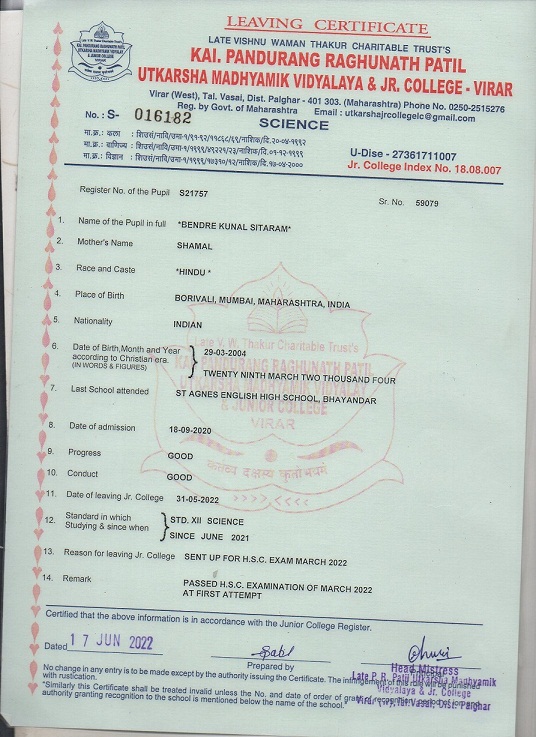 LEAVING CERTIFICATE
LATE VISHNU WAMAN THAKUR CHARITABLE TRUST'S
KAI. PANDURANG RAGHUNATH PATIL
UTKARSHA MADHYAMIK VIDYALAYA & JR. COLLEGE - VIRAR
Virar (West), Tal. Vasai, Dist. Palghar - 401 303. (Maharashtra) Phone No. 0250-2515276
Reg. by Govt. of Maharashtra Email : utkarshajrcollegelc@gmail.com
No. : S- 016182
SCIENCE
मा.क्र.: कला : शिउसं/नावि/उमा-१/९१-९२/११८६८/९९/नाशिक/दि.२०-०४-१९९२
मा.क्र.: वाणिज्य : शिउसं/नावि/उमा-१/१९९९/४९२२१/२३/नाशिक/दि.०१-१२-१९९९
मा.क्र.: विज्ञान : शिउसं/नावि/उमा-१/१९९९/५७३१०/१२/नाशिक/दि.१७-०४-२०००
U-Dise - 27361711007
Jr. College Index No. 18.08.007
Register No. of the Pupil S21757
Sr. No. 59079
1. Name of the Pupil in full *BENDRE KUNAL SITARAM*
2. Mother's Name SHAMAL
3. Race and Caste *HINDU *
4. Place of Birth BORIVALI, MUMBAI, MAHARASHTRA, INDIA
5. Nationality INDIAN
6. Date of Birth,Month and Year 29-03-2004
according to Christian era.
(IN WORDS & FIGURES) TWENTY NINTH MARCH TWO THOUSAND FOUR
7. Last School attended ST AGNES ENGLISH HIGH SCHOOL, BHAYANDAR
8. Date of admission 18-09-2020
9. Progress GOOD
10. Conduct GOOD
11. Date of leaving Jr. College 31-05-2022
12. Standard in which STD. XII SCIENCE
Studying & since when SINCE JUNE 2021
13. Reason for leaving Jr. College SENT UP FOR H.S.C. EXAM MARCH 2022
14. Remark PASSED H.S.C. EXAMINATION OF MARCH 2022
AT FIRST ATTEMPT
Late V. W. Thakur Charitable Trust's
KAI. PANDURANG RAGHUNATH PATIL
UTKARSHA MADHYAMIK VIDYALAY
& JUNIOR COLLEGE
VIRAR
Certified that the above information is in accordance with the Junior College Register.
Dated 17 JUN 2022
Prepared by
Head Mistress
Late P. R. Patil Utkarsha Madhyamik
Vidyalaya & Jr. College
Virar (W), Tal. Vasai, Dist. Palghar
No change in any entry is to be made except by the authority issuing the Certificate. The infringement of this rule will be punished
with rustication.
"Similarly this Certificate shall be treated invalid unless the No. and date of order of grant of recognition
authority granting recognition to the school is mentioned below the name of the school."